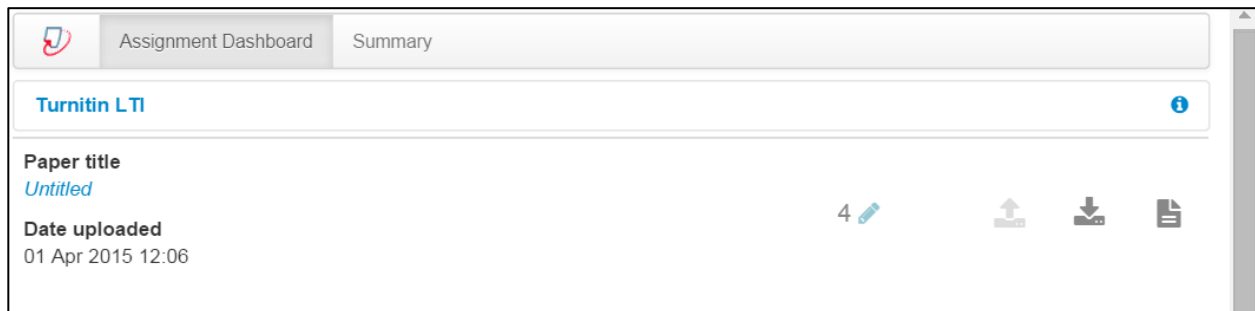 Assignment Dashboard Summary
Turnitin LTI
Paper title
Untitled
4
Date uploaded
01 Apr 2015 12:06